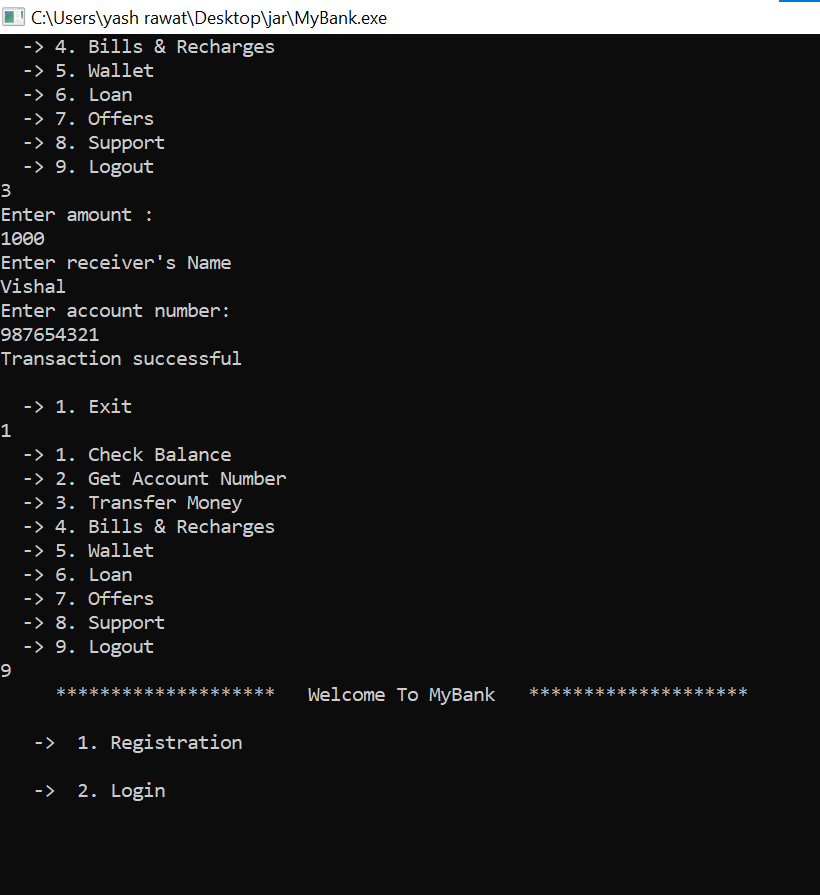 C:\Users\yash rawat\Desktop\jar\MyBank.exe
-> 4. Bills & Recharges
-> 5. Wallet
-> 6. Loan
-> 7. Offers
-> 8. Support
-> 9. Logout
3
Enter amount :
1000
Enter receiver's Name
Vishal
Enter account number:
987654321
Transaction successful
-> 1. Exit
1
-> 1. Check Balance
-> 2. Get Account Number
-> 3. Transfer Money
-> 4. Bills & Recharges
-> 5. Wallet
-> 6. Loan
-> 7. Offers
-> 8. Support
-> 9. Logout
9
******************** Welcome To MyBank ********************
-> 1. Registration
-> 2. Login